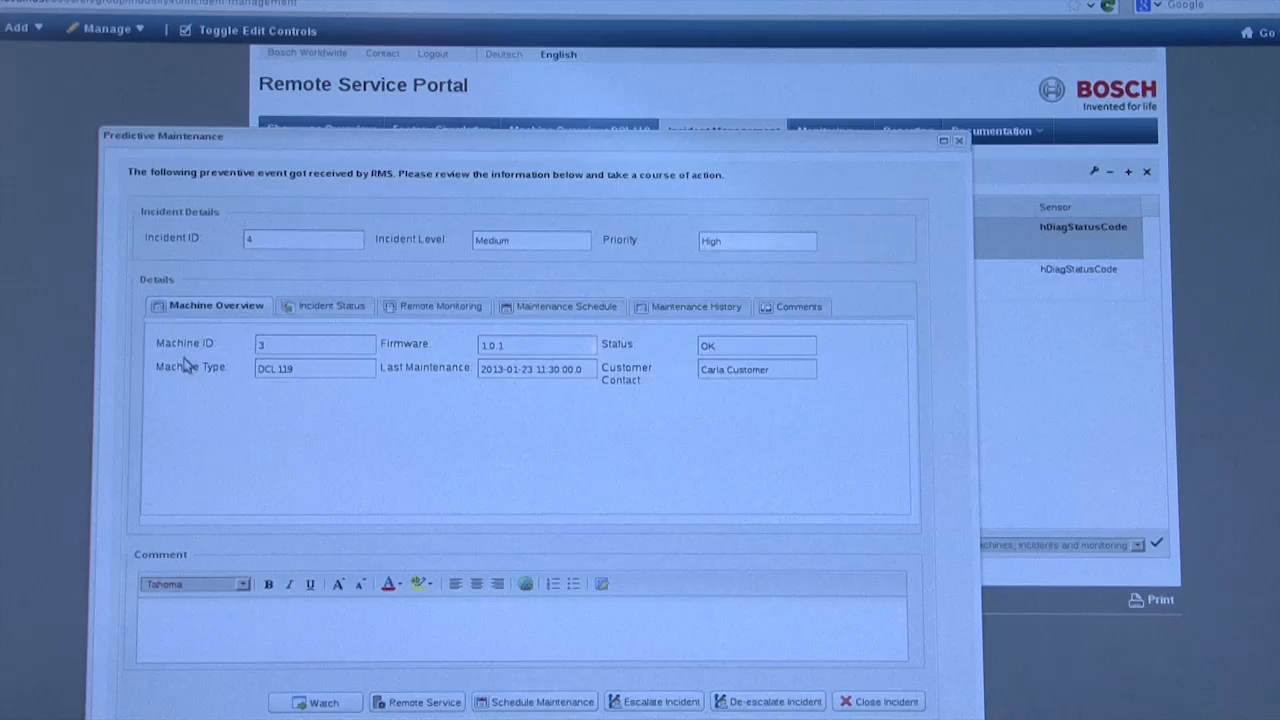 Google
Add Manage | Toggle Edit Controls Go
Bosch Worldwide Contact Logout Deutsch English
Remote Service Portal
BOSCH
Invented for life
Predictive Maintenance
The following preventive event got received by RMS. Please review the information below and take a course of action.
Sensor
hDiagStatusCode
hDiagStatusCode
Incident Details
Incident ID: 4 Incident Level Medium Priority: High
Details
Machine Overview Incident Status Remote Monitoring Maintenance Schedule Maintenance History Comments
Machine ID: 3 Firmware: 1.0.1 Status: OK
Machine Type: DCL 119 Last Maintenance: 2013-01-23 11:30:00.0 Customer Contact: Carla Customer
incidents and monitoring
Comment
Tahoma B I U A A A
Print
Watch Remote Service Schedule Maintenance Escalate Incident De-escalate Incident Close Incident